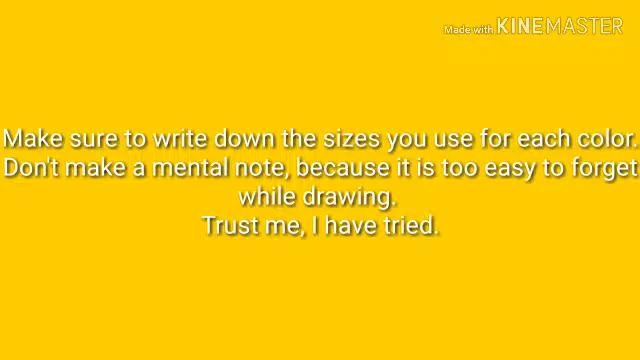 Made with KINEMASTER
Make sure to write down the sizes you use for each color.
Don't make a mental note, because it is too easy to forget
while drawing.
Trust me, I have tried.